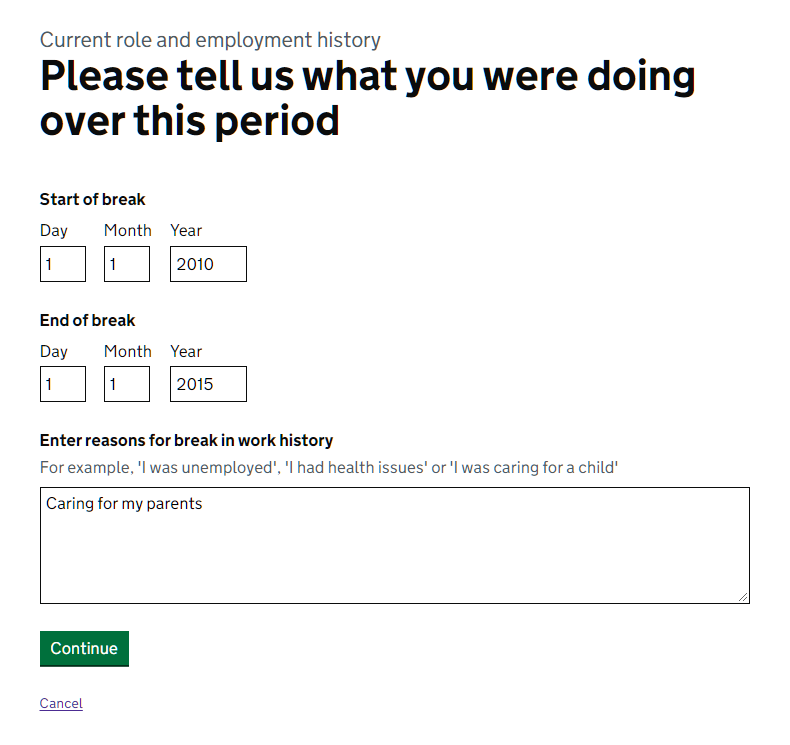 Current role and employment history
Please tell us what you were doing
over this period
Start of break
Day Month Year
1 1 2010
End of break
Day Month Year
1 1 2015
Enter reasons for break in work history
For example, 'I was unemployed', 'I had health issues' or 'I was caring for a child'
Caring for my parents
Continue
Cancel